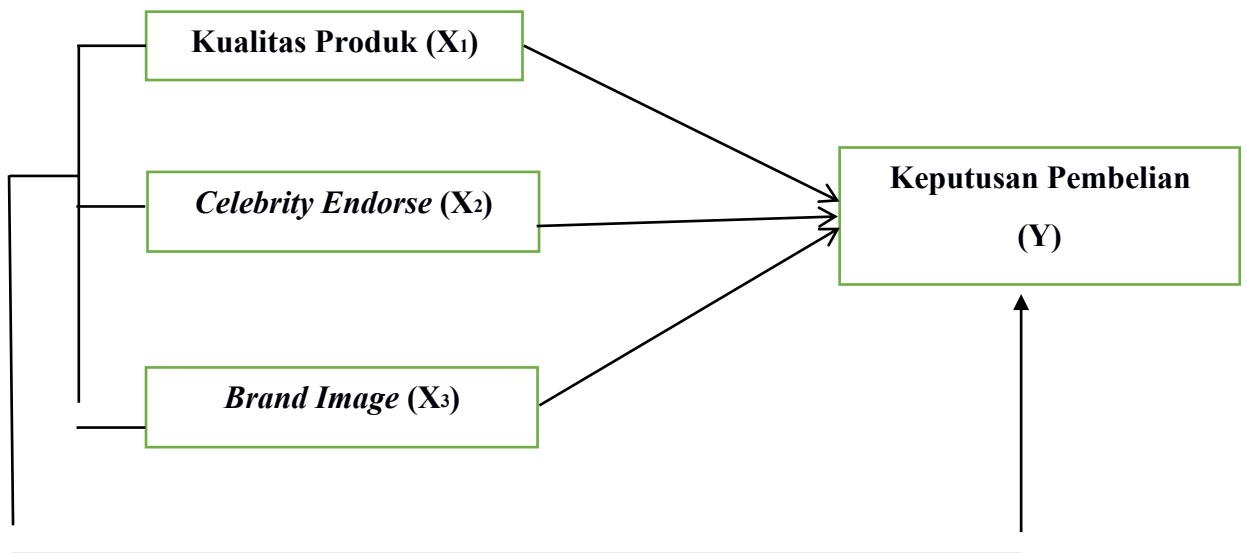 Kualitas Produk (X₁)
Celebrity Endorse (X₂)
Brand Image (X₃)
Keputusan Pembelian
(Y)